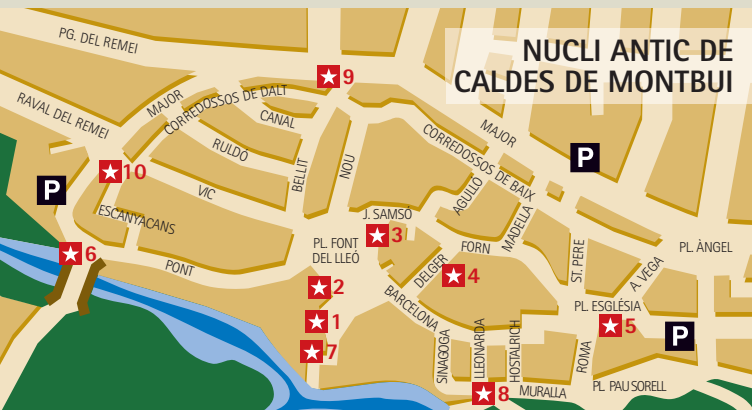 NUCLI ANTIC DE
CALDES DE MONTBUI
PG. DEL REMEI
RAVAL DEL REMEI
MAJOR
CORREDOSSOS DE DALT
9
CANAL
RULDO
MAJOR
CORREDOSSOS DE BAIX
P
10
P
VIC
BELLIT
NOU
AGULLO
MADELLA
ESCANYACANS
J. SAMSÓ
3
PL. FONT
DEL LLEÓ
FORN
ST. PERE
PL. ÀNGEL
6
PONT
DELGER
4
A. VEGA
2
BARCELONA
PL. ESGLÉSIA
1
5
P
7
SINAGOGA
LLEONARDA
HOSTALRICH
ROMA
8
MURALLA
PL. PAU SORELL